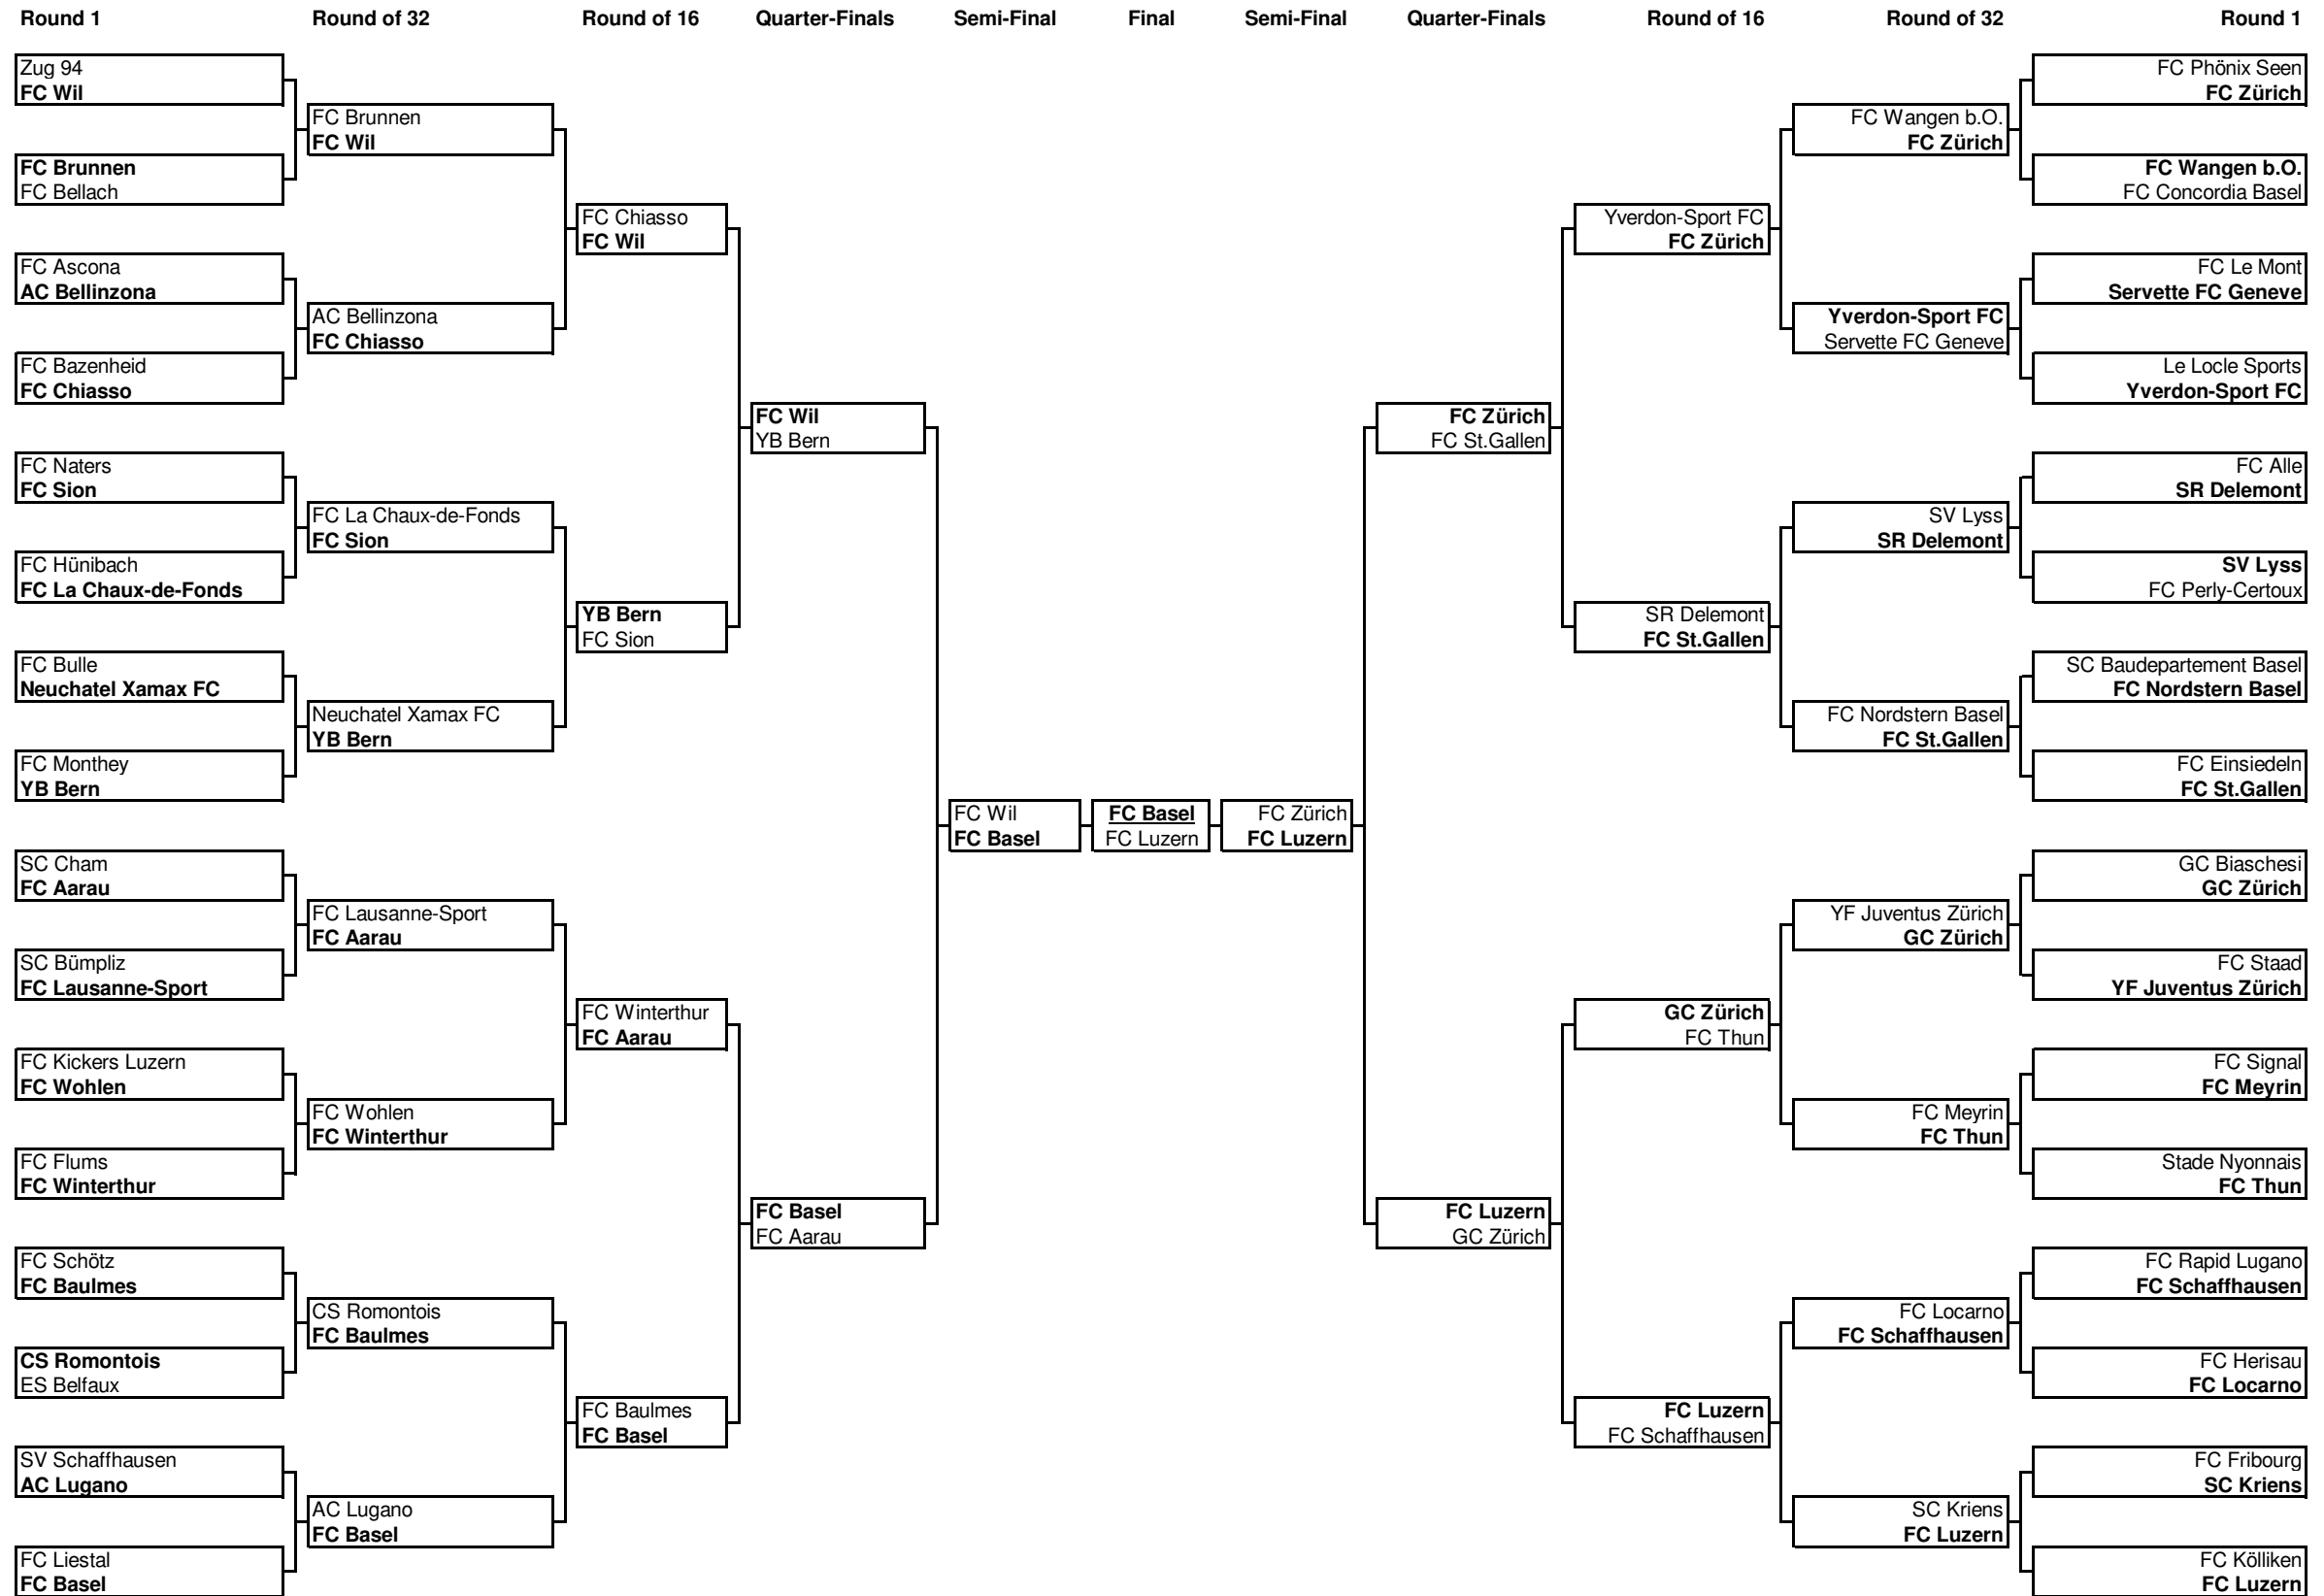 Round 1 Round of 32 Round of 16 Quarter-Finals Semi-Final Final Semi-Final Quarter-Finals Round of 16 Round of 32 Round 1
Zug 94
FC Wil
FC Brunnen
FC Bellach
FC Ascona
AC Bellinzona
FC Bazenheid
FC Chiasso
FC Naters
FC Sion
FC Hünibach
FC La Chaux-de-Fonds
FC Bulle
Neuchatel Xamax FC
FC Monthey
YB Bern
SC Cham
FC Aarau
SC Bümpliz
FC Lausanne-Sport
FC Kickers Luzern
FC Wohlen
FC Flums
FC Winterthur
FC Schötz
FC Baulmes
CS Romontois
ES Belfaux
SV Schaffhausen
AC Lugano
FC Liestal
FC Basel
FC Brunnen
FC Wil
AC Bellinzona
FC Chiasso
FC La Chaux-de-Fonds
FC Sion
Neuchatel Xamax FC
YB Bern
FC Lausanne-Sport
FC Aarau
FC Wohlen
FC Winterthur
CS Romontois
FC Baulmes
AC Lugano
FC Basel
FC Chiasso
FC Wil
YB Bern
FC Sion
FC Winterthur
FC Aarau
FC Baulmes
FC Basel
FC Wil
YB Bern
FC Basel
FC Aarau
FC Wil
FC Basel
FC Basel
FC Luzern
FC Zürich
FC Luzern
FC Zürich
FC St.Gallen
FC Luzern
GC Zürich
Yverdon-Sport FC
FC Zürich
SR Delemont
FC St.Gallen
GC Zürich
FC Thun
FC Luzern
FC Schaffhausen
FC Wangen b.O.
FC Zürich
Yverdon-Sport FC
Servette FC Geneve
SV Lyss
SR Delemont
FC Nordstern Basel
FC St.Gallen
YF Juventus Zürich
GC Zürich
FC Meyrin
FC Thun
FC Locarno
FC Schaffhausen
SC Kriens
FC Luzern
FC Phönix Seen
FC Zürich
FC Wangen b.O.
FC Concordia Basel
FC Le Mont
Servette FC Geneve
Le Locle Sports
Yverdon-Sport FC
FC Alle
SR Delemont
SV Lyss
FC Perly-Certoux
SC Baudepartement Basel
FC Nordstern Basel
FC Einsiedeln
FC St.Gallen
GC Biaschesi
GC Zürich
FC Staad
YF Juventus Zürich
FC Signal
FC Meyrin
Stade Nyonnais
FC Thun
FC Rapid Lugano
FC Schaffhausen
FC Herisau
FC Locarno
FC Fribourg
SC Kriens
FC Kölliken
FC Luzern